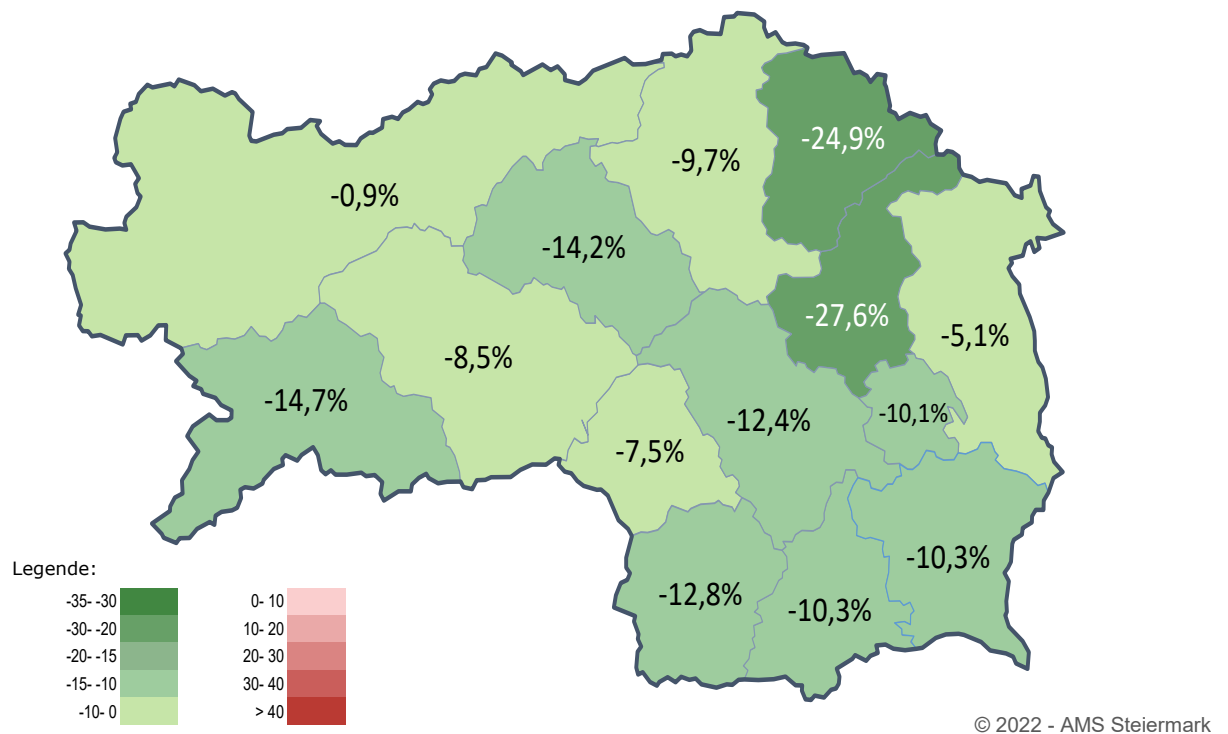 -24,9%
-9,7%
-0,9%
-14,2%
-27,6%
-5,1%
-8,5%
-14,7%
-10,1%
-12,4%
-7,5%
-10,3%
-12,8%
-10,3%
Legende:
-35- -30 0- 10
-30- -20 10- 20
-20- -15 20- 30
-15- -10 30- 40
-10- 0 > 40
© 2022 - AMS Steiermark